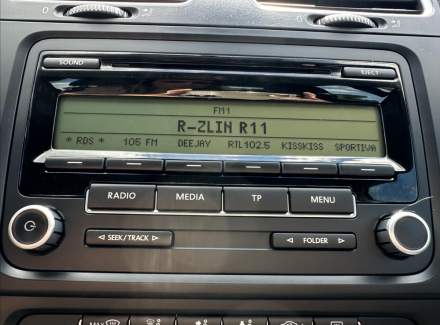 SOUND
EJECT
FM1
R-ZLIN R11
* RDS * 105 FM DEEJAY RTL102.5 KISSKISS SPORTIVA
RADIO MEDIA TP MENU
SEEK/TRACK FOLDER
MAX